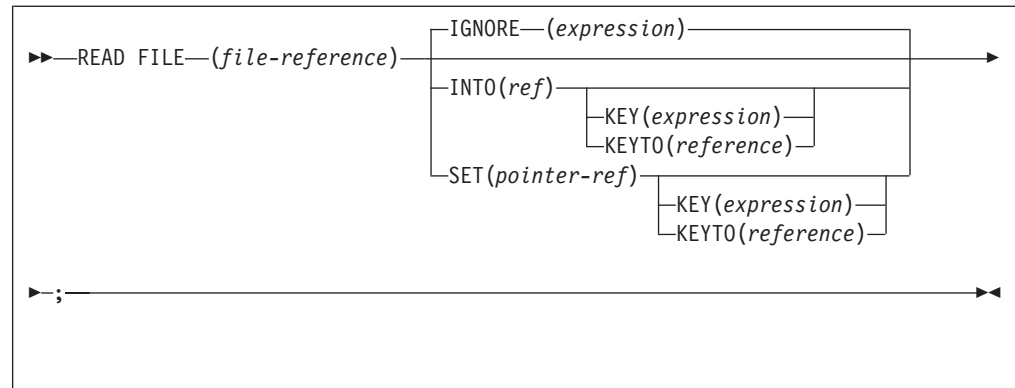 IGNORE (expression)
READ FILE (file-reference)
INTO(ref)
KEY(expression)
KEYTO(reference)
SET(pointer-ref)
KEY(expression)
KEYTO(reference)
;